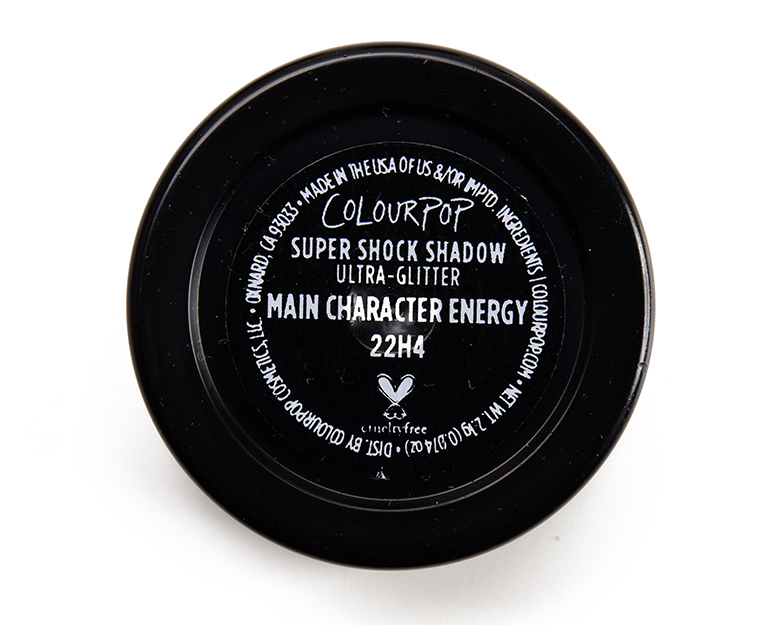 COLOURPOP
SUPER SHOCK SHADOW
ULTRA-GLITTER
MAIN CHARACTER ENERGY
22H4
crueltyfree
MADE IN THE USA OF US &/OR IMPTD. INGREDIENTS | COLOURPOP.COM • NET WT. 2.1g (0.074 oz) • DIST. BY COLOURPOP COSMETICS, LLC. • OXNARD, CA 93033 •